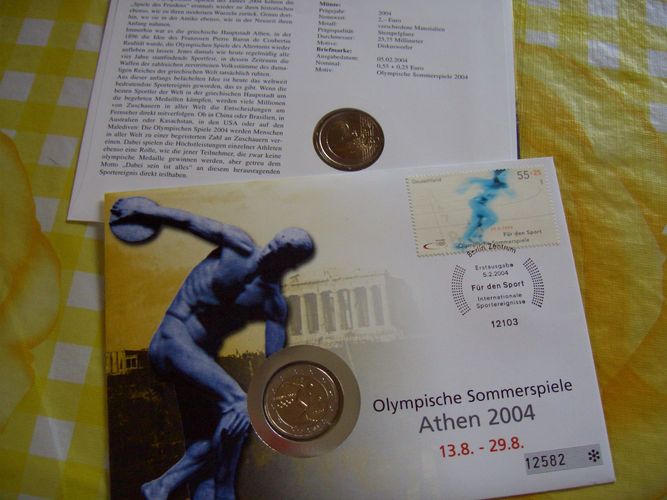 "Spiele des Friedens" erstmals wieder an ihren historischen
Anfang nahmen.
Immerhin war es die griechische Hauptstadt Athen, in der
1896 die Idee des Franzosen Pierre Baron de Coubertin
Realität wurde, die Olympischen Spiele des Altertums wieder
aufleben zu lassen. Jenes damals wie heute regelmäßig alle
vier Jahre stattfindende Sportfest, in dessen Zeitraum die
Waffen der zahlreichen zerstrittenen Volksstämme des dama-
ligen Reiches der griechischen Welt tatsächlich ruhten.
Aus dieser anfangs belächelten Idee ist heute das weltweit
bedeutendste Sportereignis geworden, das es gibt. Wenn die
besten Sportler der Welt in der griechischen Hauptstadt um
die begehrten Medaillen kämpfen, werden viele Millionen
von Zuschauern in aller Welt die Entscheidungen am
Fernseher direkt mitverfolgen. Ob in China oder Brasilien, in
Australien oder Kasachstan, in den USA oder auf den
Malediven: Die Olympischen Spiele 2004 werden Menschen
in aller Welt zu einer begeisterten Zahl an Zuschauern ver-
einen. Dabei spielen die Höchstleistungen einzelner Athleten
ebenso eine Rolle, wie die jener Teilnehmer, die zwar keine
olympische Medaille gewinnen werden, aber getreu dem
Motto "Dabei sein ist alles" an diesem herausragenden
Sportereignis direkt teilhaben.
Münze:
Prägejahr: 2004
Nennwert: 2,- Euro
Metall: verschiedene Materialien
Prägequalität: Stempelglanz
Durchmesser: 25,75 Millimeter
Motiv: Diskuswerfer
Briefmarke:
Ausgabedatum: 05.02.2004
Nominal: 0,55 + 0,25 Euro
Motiv: Olympische Sommerspiele 2004
2
Deutschland
55+25
Für den Sport
Olympische Sommerspiele
Berlin Zentrum
Erstausgabe
5.2.2004
Für den Sport
Internationale
Sportereignisse
12103
Olympische Sommerspiele
Athen 2004
13.8. - 29.8.
12582 *